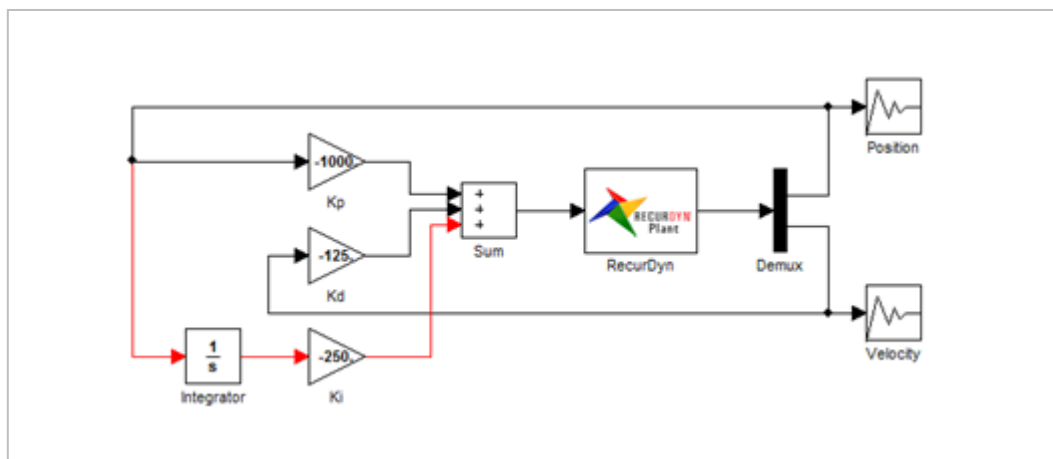 Position
-1000
Kp
+
+
+
Sum
RECURDYN
Plant
RecurDyn
Demux
-125
Kd
1
s
Integrator
-250
Ki
Velocity